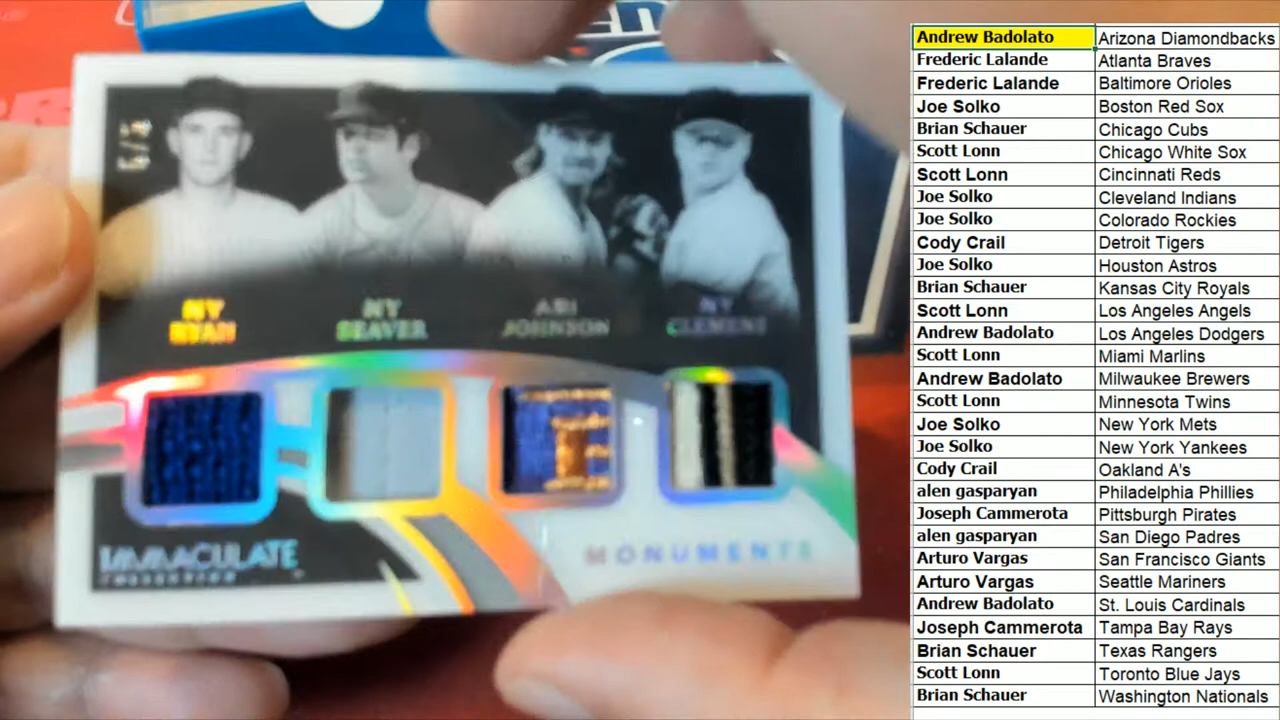 NY
RYAN
NY
SEAVER
ARI
JOHNSON
NY
CLEMENS
IMMACULATE
COLLECTION
MONUMENTS
Andrew Badolato Arizona Diamondbacks
Frederic Lalande Atlanta Braves
Frederic Lalande Baltimore Orioles
Joe Solko Boston Red Sox
Brian Schauer Chicago Cubs
Scott Lonn Chicago White Sox
Scott Lonn Cincinnati Reds
Joe Solko Cleveland Indians
Joe Solko Colorado Rockies
Cody Crail Detroit Tigers
Joe Solko Houston Astros
Brian Schauer Kansas City Royals
Scott Lonn Los Angeles Angels
Andrew Badolato Los Angeles Dodgers
Scott Lonn Miami Marlins
Andrew Badolato Milwaukee Brewers
Scott Lonn Minnesota Twins
Joe Solko New York Mets
Joe Solko New York Yankees
Cody Crail Oakland A's
alen gasparyan Philadelphia Phillies
Joseph Cammerota Pittsburgh Pirates
alen gasparyan San Diego Padres
Arturo Vargas San Francisco Giants
Arturo Vargas Seattle Mariners
Andrew Badolato St. Louis Cardinals
Joseph Cammerota Tampa Bay Rays
Brian Schauer Texas Rangers
Scott Lonn Toronto Blue Jays
Brian Schauer Washington Nationals